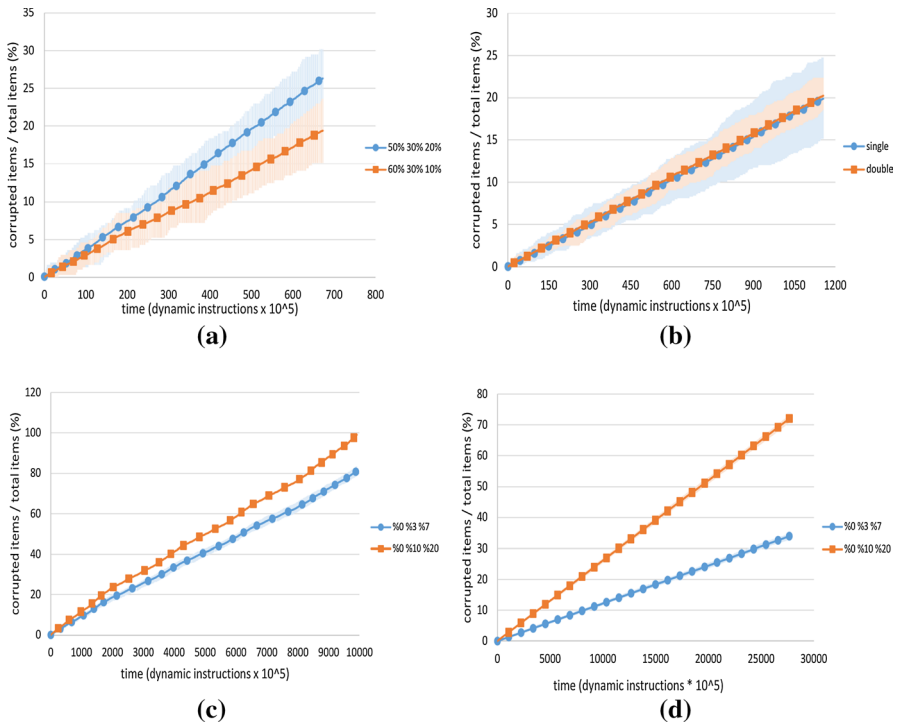 35
30
25
20
15
10
5
0
corrupted items / total items (%)
0 100 200 300 400 500 600 700 800
time (dynamic instructions x 10^5)
50% 30% 20%
60% 30% 10%
(a)
30
25
20
15
10
5
0
corrupted items / total items (%)
0 150 300 450 600 750 900 1050 1200
time (dynamic instructions x 10^5)
single
double
(b)
120
100
80
60
40
20
0
corrupted items / total items (%)
0 1000 2000 3000 4000 5000 6000 7000 8000 9000 10000
time (dynamic instructions x 10^5)
%0 %3 %7
%0 %10 %20
(c)
80
70
60
50
40
30
20
10
0
corrupted items / total items (%)
0 5000 10000 15000 20000 25000 30000
time (dynamic instructions * 10^5)
%0 %3 %7
%0 %10 %20
(d)